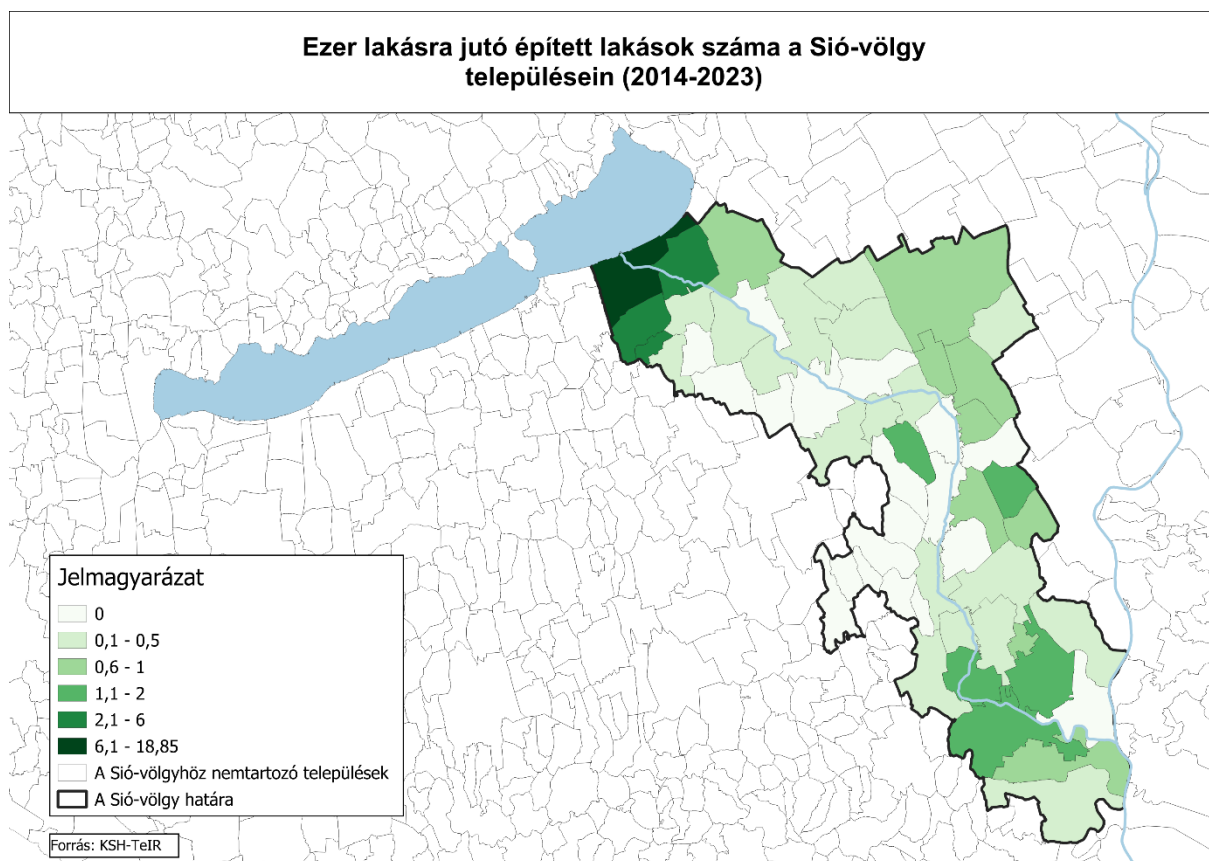 Ezer lakásra jutó épített lakások száma a Sió-völgy
településein (2014-2023)
Jelmagyarázat
0
0,1 - 0,5
0,6 - 1
1,1 - 2
2,1 - 6
6,1 - 18,85
A Sió-völgyhöz nemtartozó települések
A Sió-völgy határa
Forrás: KSH-TeIR